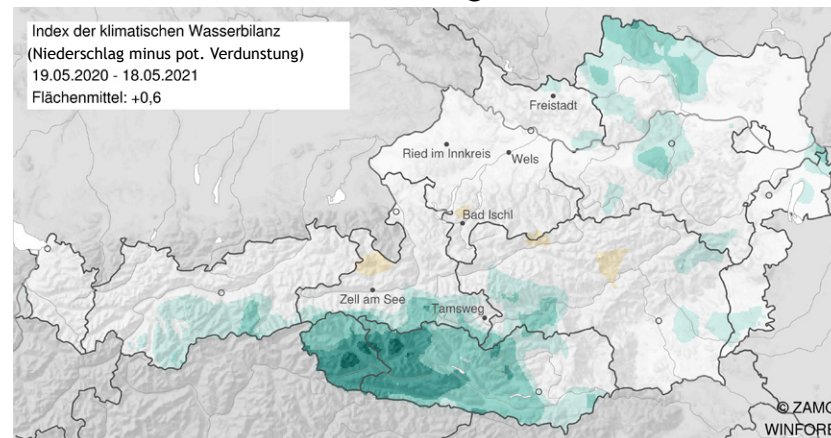 Index der klimatischen Wasserbilanz
(Niederschlag minus pot. Verdunstung)
19.05.2020 - 18.05.2021
Flächenmittel: +0,6
Freistadt
Ried im Innkreis
Wels
Bad Ischl
Zell am See
Tamsweg
© ZAMG
WINFORE